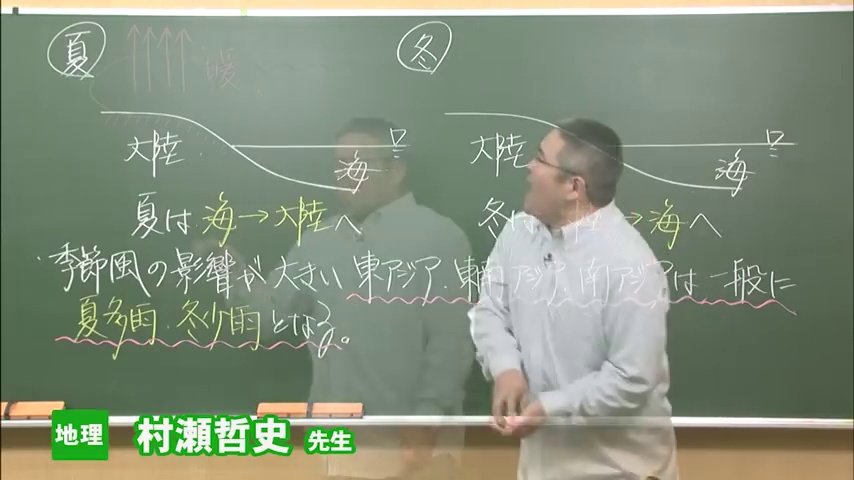 夏 冬
暖
大陸 海 大陸 海
夏は 海→大陸へ 冬は 陸→海へ
季節風の影響が大きい東アジア.東南アジア.南アジアは一般に
夏多雨.冬少雨となる。
地理 村瀬哲史 先生